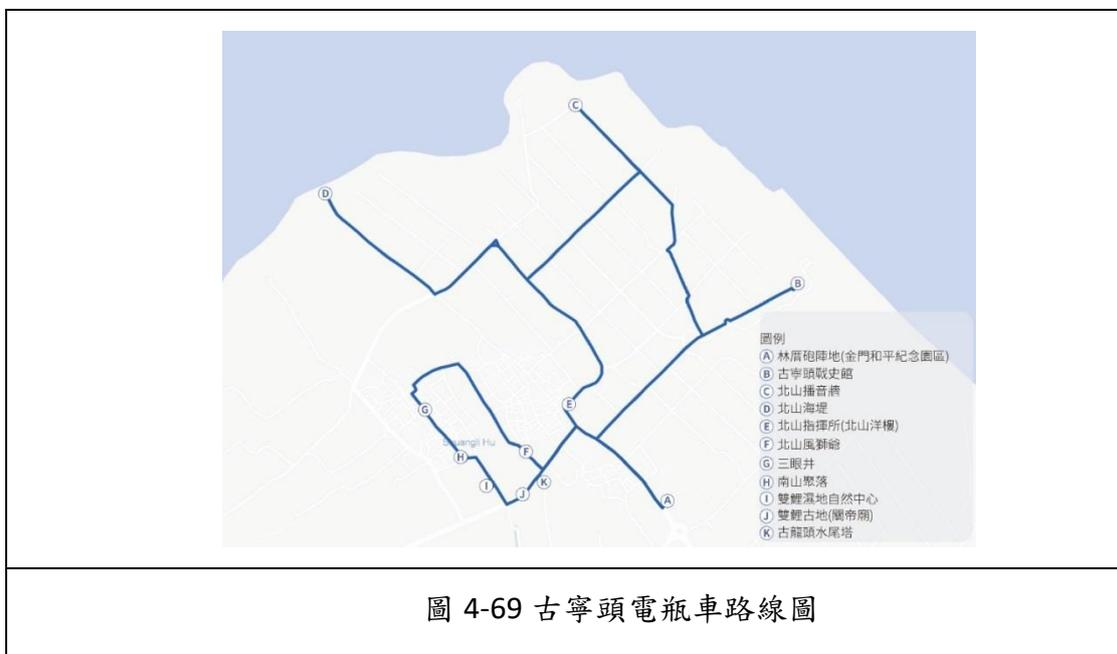 C
D
B
E
G
F
H
K
I
J
A
Shuangli Hu
圖例
A 林厝砲陣地(金門和平紀念園區)
B 古寧頭戰史館
C 北山播音牆
D 北山海堤
E 北山指揮所(北山洋樓)
F 北山風獅爺
G 三眼井
H 南山聚落
I 雙鯉濕地自然中心
J 雙鯉古地(關帝廟)
K 古龍頭水尾塔
圖 4-69 古寧頭電瓶車路線圖